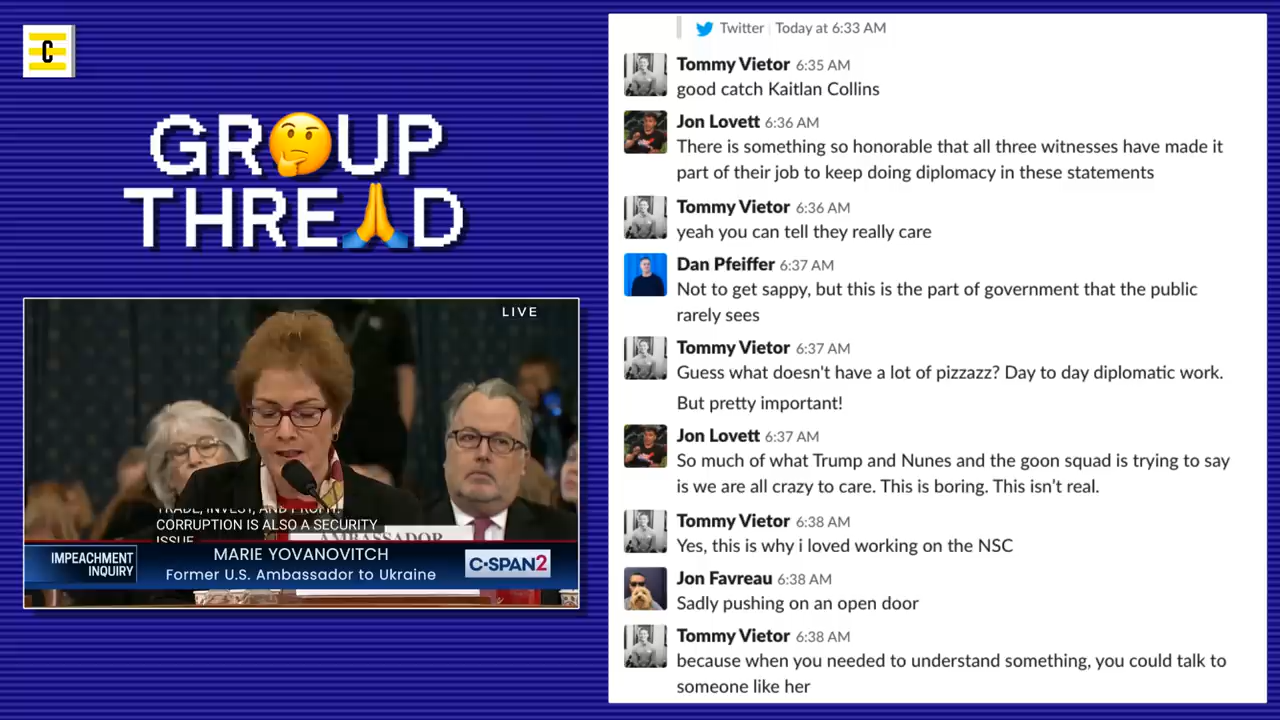 C
GROUP
THREAD
LIVE
TRADE, INVEST, AND PROFIT.
CORRUPTION IS ALSO A SECURITY
ISSUE
AMBASSADOR
IMPEACHMENT
INQUIRY
MARIE YOVANOVITCH
Former U.S. Ambassador to Ukraine
C-SPAN2
Twitter Today at 6:33 AM
Tommy Vietor 6:35 AM
good catch Kaitlan Collins
Jon Lovett 6:36 AM
There is something so honorable that all three witnesses have made it
part of their job to keep doing diplomacy in these statements
Tommy Vietor 6:36 AM
yeah you can tell they really care
Dan Pfeiffer 6:37 AM
Not to get sappy, but this is the part of government that the public
rarely sees
Tommy Vietor 6:37 AM
Guess what doesn't have a lot of pizzazz? Day to day diplomatic work.
But pretty important!
Jon Lovett 6:37 AM
So much of what Trump and Nunes and the goon squad is trying to say
is we are all crazy to care. This is boring. This isn't real.
Tommy Vietor 6:38 AM
Yes, this is why i loved working on the NSC
Jon Favreau 6:38 AM
Sadly pushing on an open door
Tommy Vietor 6:38 AM
because when you needed to understand something, you could talk to
someone like her